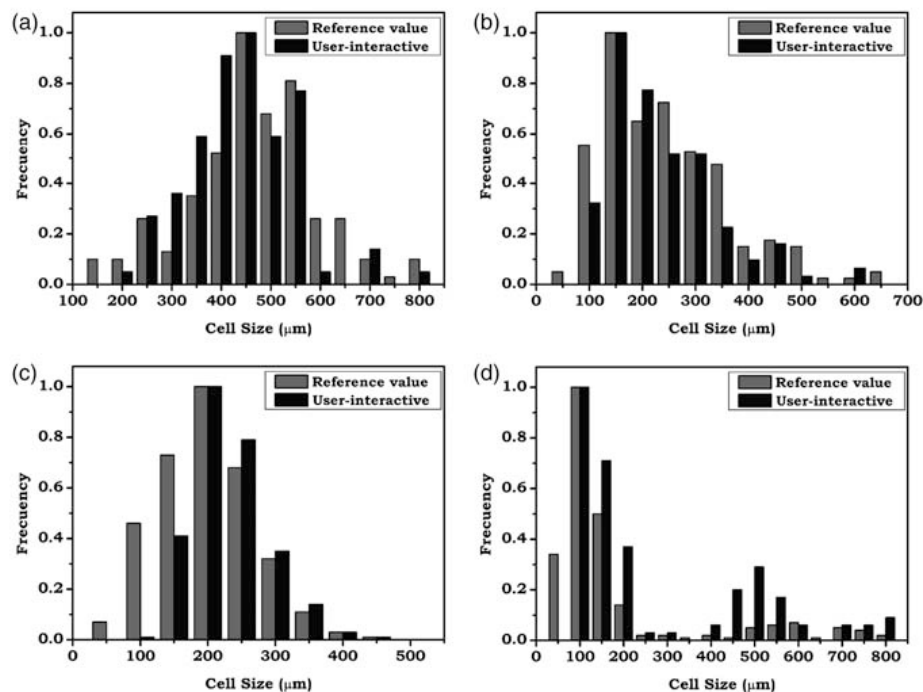 (a)
Reference value
User-interactive
1.0
0.8
0.6
0.4
0.2
0.0
Frecuency
100 200 300 400 500 600 700 800
Cell Size (μm)
(b)
Reference value
User-interactive
1.0
0.8
0.6
0.4
0.2
0.0
Frecuency
0 100 200 300 400 500 600 700
Cell Size (μm)
(c)
Reference value
User-interactive
1.0
0.8
0.6
0.4
0.2
0.0
Frecuency
0 100 200 300 400 500
Cell Size (μm)
(d)
Reference value
User-interactive
1.0
0.8
0.6
0.4
0.2
0.0
Frecuency
0 100 200 300 400 500 600 700 800
Cell Size (μm)